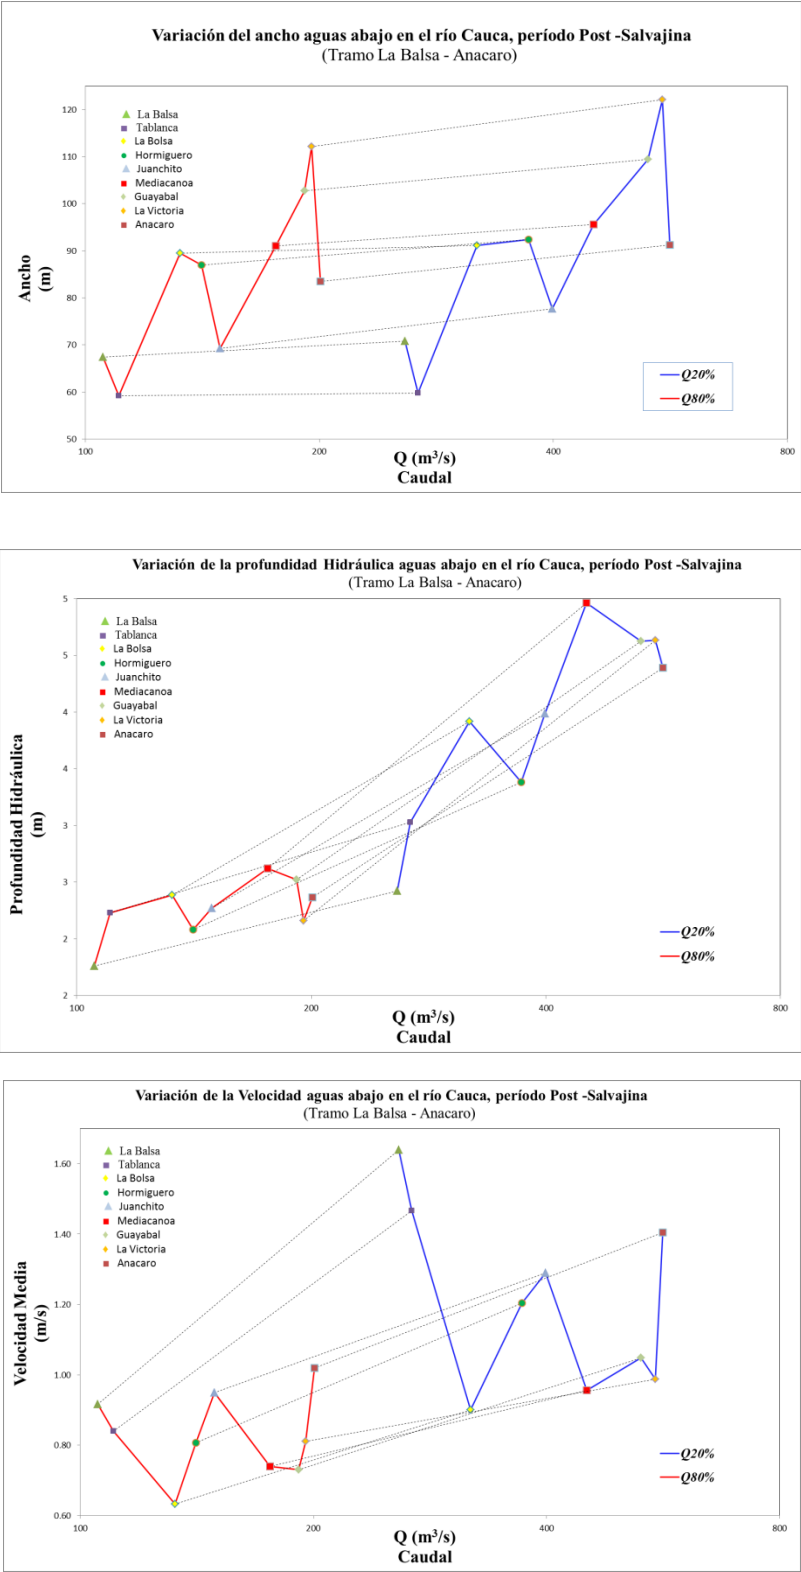 Variación del ancho aguas abajo en el río Cauca, período Post -Salvajina
(Tramo La Balsa - Anacaro)
120
110
100
90
80
70
60
50
Ancho
(m)
La Balsa
Tablanca
La Bolsa
Hormiguero
Juanchito
Mediacanoa
Guayabal
La Victoria
Anacaro
Q20%
Q80%
100
200
400
800
Q (m³/s)
Caudal
Variación de la profundidad Hidráulica aguas abajo en el río Cauca, período Post -Salvajina
(Tramo La Balsa - Anacaro)
5
5
4
4
3
3
2
2
Profundidad Hidráulica
(m)
La Balsa
Tablanca
La Bolsa
Hormiguero
Juanchito
Mediacanoa
Guayabal
La Victoria
Anacaro
Q20%
Q80%
100
200
400
800
Q (m³/s)
Caudal
Variación de la Velocidad aguas abajo en el río Cauca, período Post -Salvajina
(Tramo La Balsa - Anacaro)
1.60
1.40
1.20
1.00
0.80
0.60
Velocidad Media
(m/s)
La Balsa
Tablanca
La Bolsa
Hormiguero
Juanchito
Mediacanoa
Guayabal
La Victoria
Anacaro
Q20%
Q80%
100
200
400
800
Q (m³/s)
Caudal